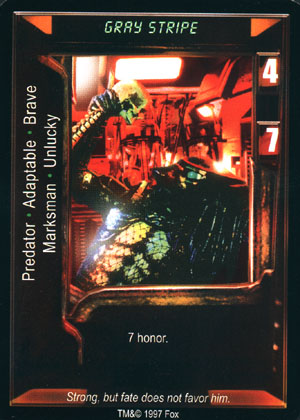 GRAY STRIPE
4
7
Predator • Adaptable • Brave
Marksman • Unlucky
7 honor.
Strong, but fate does not favor him.
TM&© 1997 Fox